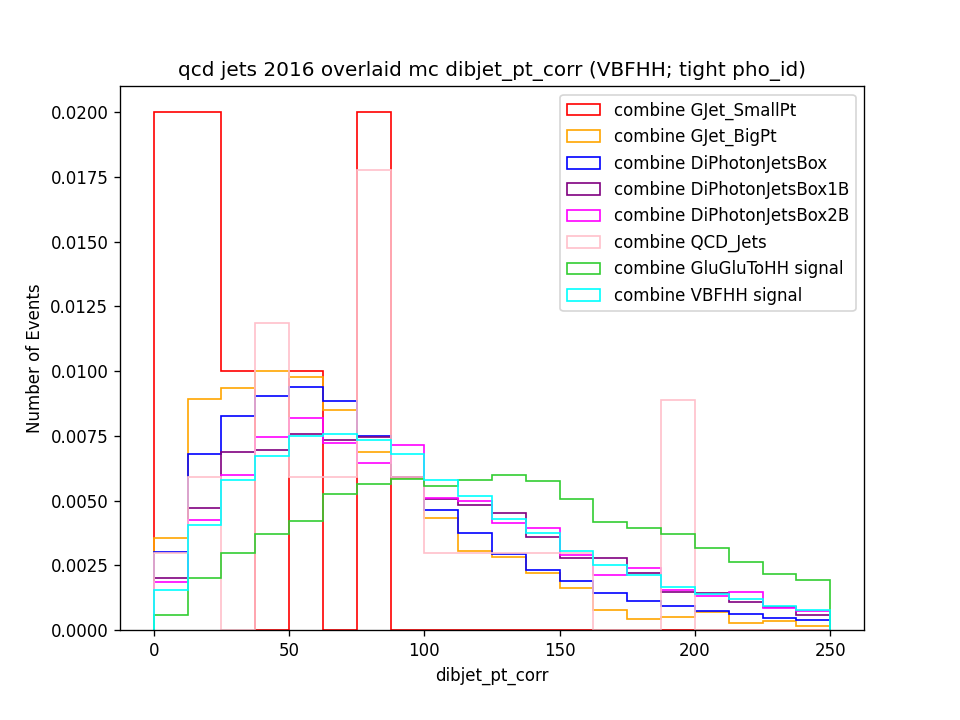 qcd jets 2016 overlaid mc dibjet_pt_corr (VBFHH; tight pho_id)
combine GJet_SmallPt
combine GJet_BigPt
combine DiPhotonJetsBox
combine DiPhotonJetsBox1B
combine DiPhotonJetsBox2B
combine QCD_Jets
combine GluGluToHH signal
combine VBFHH signal
Number of Events
0.0200
0.0175
0.0150
0.0125
0.0100
0.0075
0.0050
0.0025
0.0000
0 50 100 150 200 250
dibjet_pt_corr